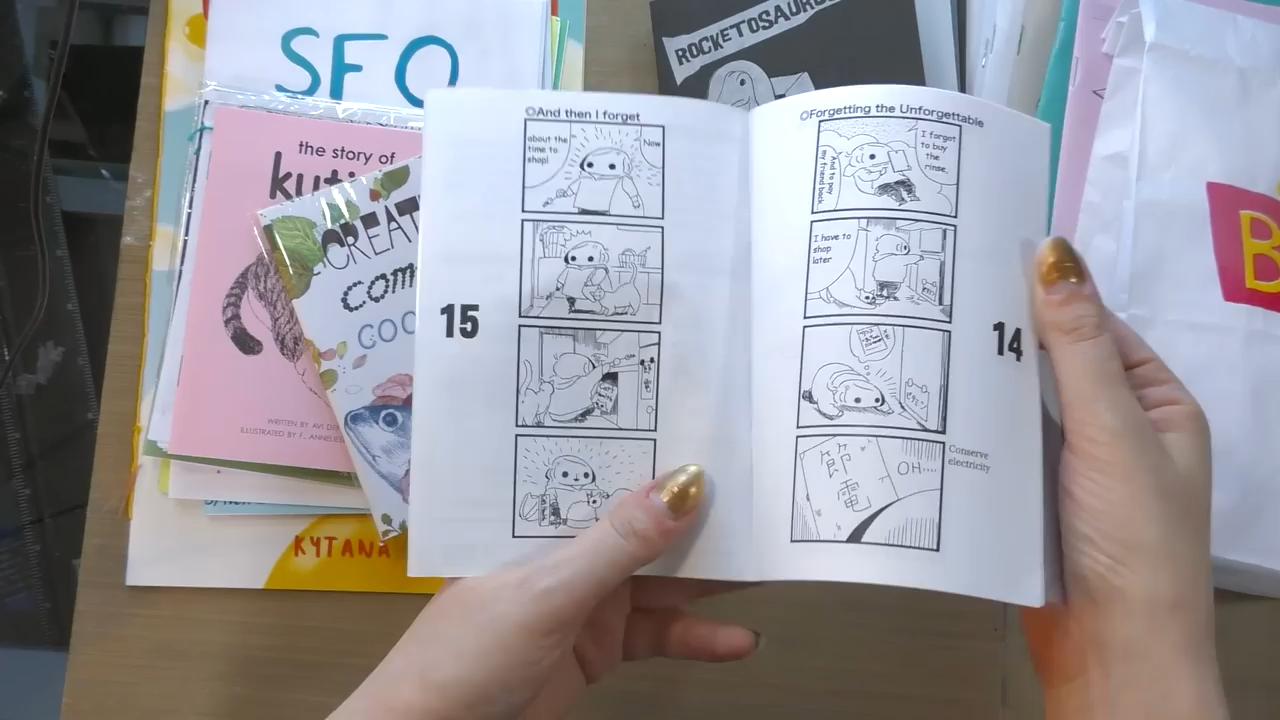 SFO
ROCKETOSAURUS
the story of
CREAT
com
COO
WRITTEN BY AVI
ILLUSTRATED BY F. ANNELIES
KYTANA
B
◎And then I forget
Now
about the
time to
shop!
15
◎Forgetting the Unforgettable
I forgot
to buy
the
rinse.
And to pay
my friend back
I have to
shop
later
14
節
電
OH....
Conserve
electricity